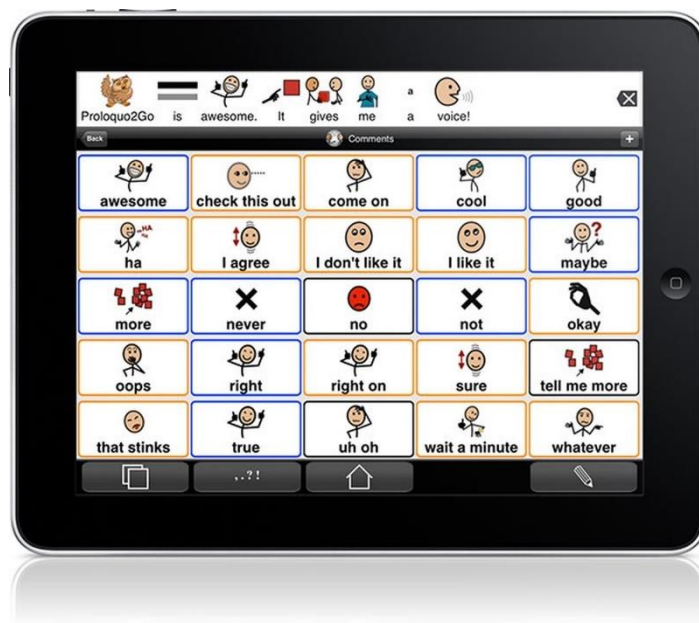 Proloquo2Go is awesome. It gives me a voice!
a
Back Comments +
awesome check this out come on cool good
HA HA
ha I agree I don't like it I like it maybe
?
more never no not okay
oops right right on sure tell me more
that stinks true uh oh wait a minute whatever
,.?!